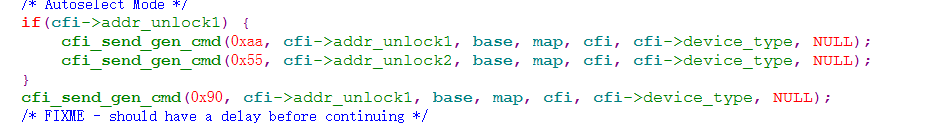 /* Autoselect Mode */
if(cfi->addr_unlock1) {
cfi_send_gen_cmd(0xaa, cfi->addr_unlock1, base, map, cfi, cfi->device_type, NULL);
cfi_send_gen_cmd(0x55, cfi->addr_unlock2, base, map, cfi, cfi->device_type, NULL);
}
cfi_send_gen_cmd(0x90, cfi->addr_unlock1, base, map, cfi, cfi->device_type, NULL);
/* FIXME - should have a delay before continuing */